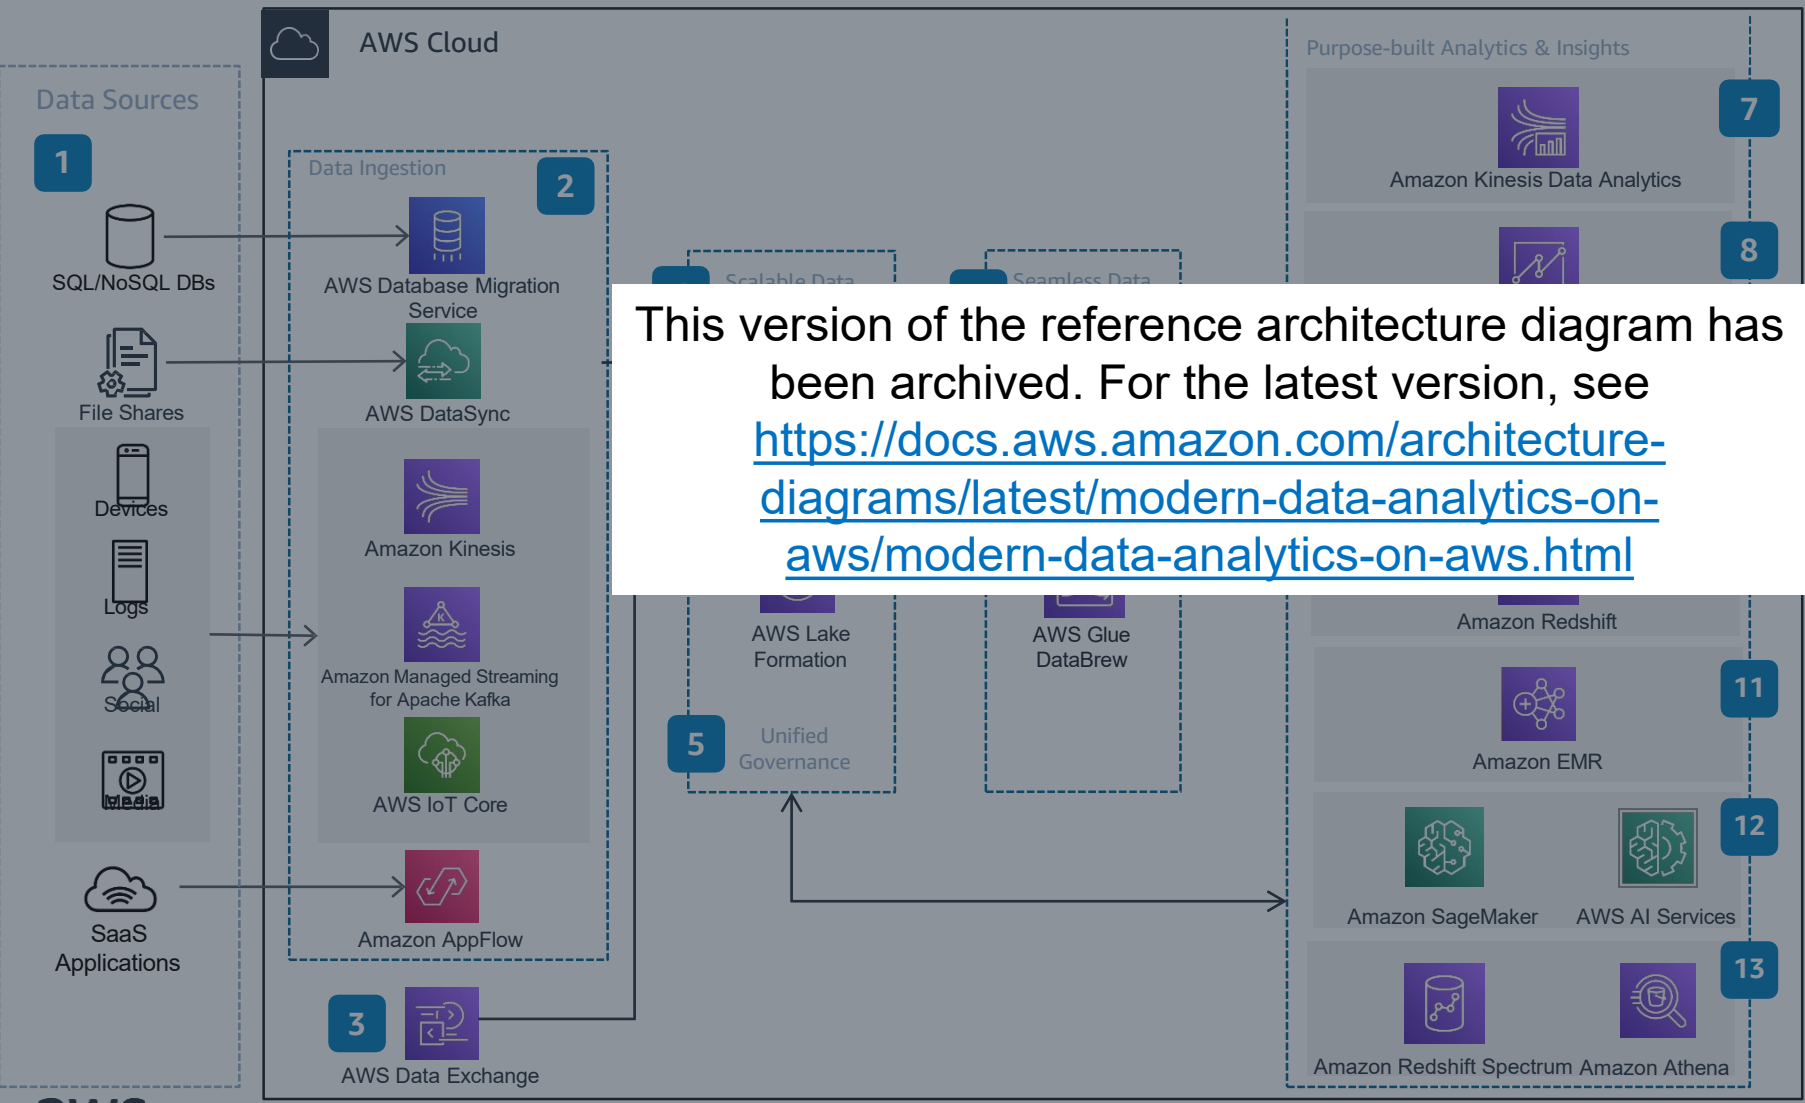 AWS Cloud
Data Sources
1
SQL/NoSQL DBs
File Shares
Devices
Logs
Social
Media
SaaS
Applications
Data Ingestion
2
AWS Database Migration
Service
AWS DataSync
Amazon Kinesis
Amazon Managed Streaming
for Apache Kafka
AWS IoT Core
Amazon AppFlow
3
AWS Data Exchange
Scalable Data
Seamless Data
This version of the reference architecture diagram has
been archived. For the latest version, see
https://docs.aws.amazon.com/architecture-
diagrams/latest/modern-data-analytics-on-
aws/modern-data-analytics-on-aws.html
AWS Lake
Formation
5
Unified
Governance
AWS Glue
DataBrew
Purpose-built Analytics & Insights
7
Amazon Kinesis Data Analytics
8
Amazon Redshift
11
Amazon EMR
12
Amazon SageMaker
AWS AI Services
13
Amazon Redshift Spectrum
Amazon Athena
aws